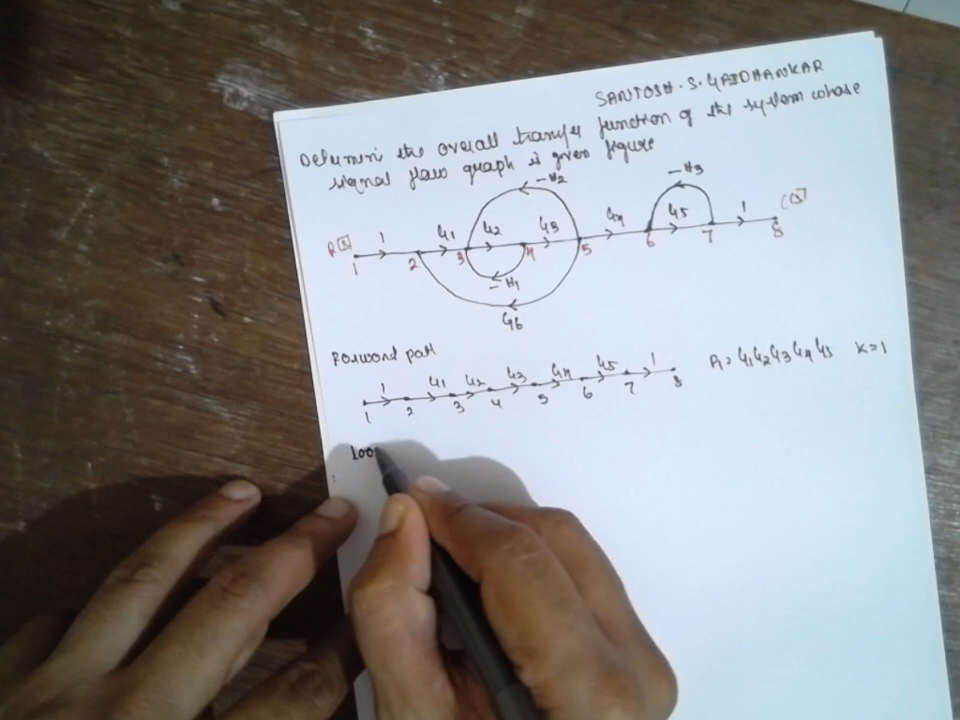 SANTOSH. S. GAIDHANKAR
Determine the overall transfer function of the system whose
signal flow graph is given figure
-H2
-H3
R(s) 1 G1 G2 G3 G4 G5 1 C(s)
1 2 3 4 5 6 7 8
-H1
G6
Forword path
1 G1 G2 G3 G4 G5 1
1 2 3 4 5 6 7 8
P1 = G1G2G3G4G5 K=1
loo